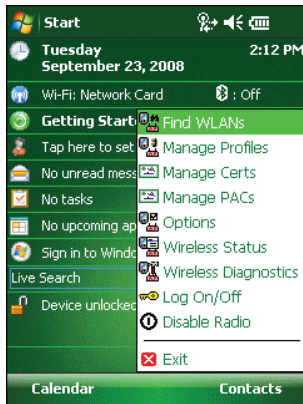 Start
Tuesday 2:12 PM
September 23, 2008
Wi-Fi: Network Card : Off
Getting Start
Tap here to set
No unread mess
No tasks
No upcoming ap
Sign in to Windo
Live Search
Device unlocked
Find WLANs
Manage Profiles
Manage Certs
Manage PACs
Options
Wireless Status
Wireless Diagnostics
Log On/Off
Disable Radio
Exit
Calendar Contacts